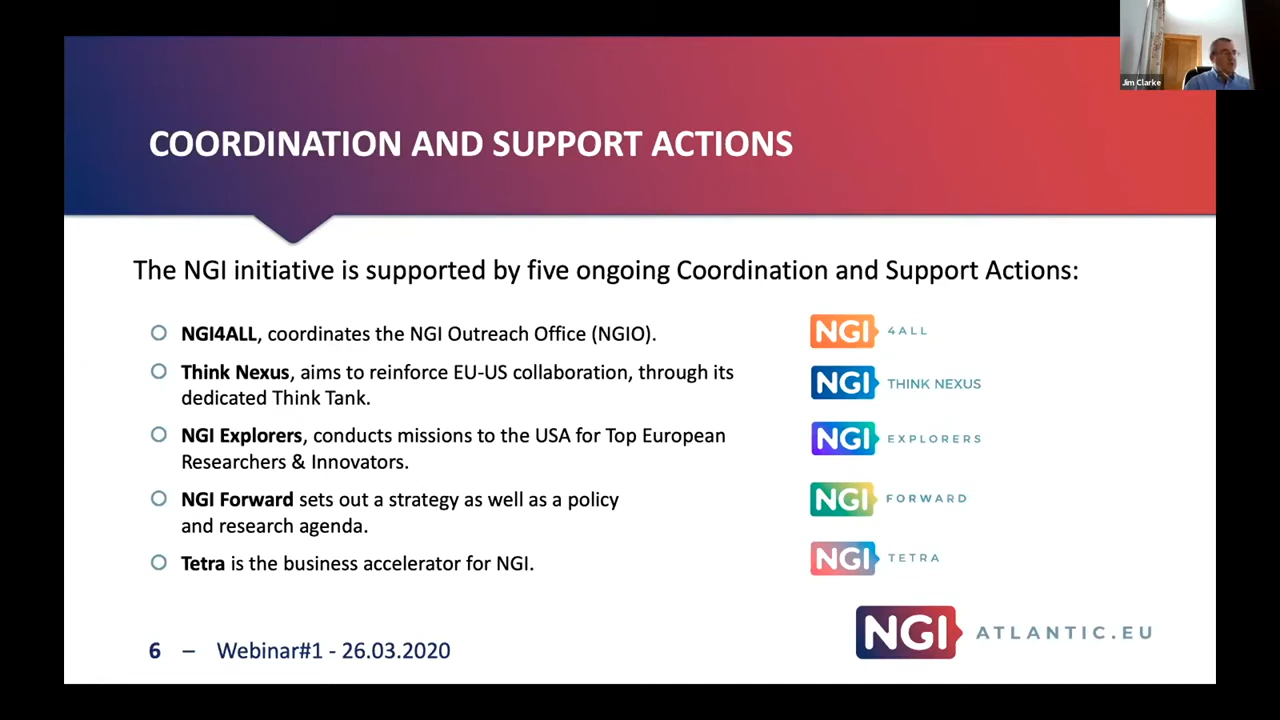 Jim Clarke
COORDINATION AND SUPPORT ACTIONS
The NGI initiative is supported by five ongoing Coordination and Support Actions:
NGI4ALL, coordinates the NGI Outreach Office (NGIO).
Think Nexus, aims to reinforce EU-US collaboration, through its
dedicated Think Tank.
NGI Explorers, conducts missions to the USA for Top European
Researchers & Innovators.
NGI Forward sets out a strategy as well as a policy
and research agenda.
Tetra is the business accelerator for NGI.
NGI 4ALL
NGI THINK NEXUS
NGI EXPLORERS
NGI FORWARD
NGI TETRA
NGI ATLANTIC.EU
6 – Webinar#1 - 26.03.2020